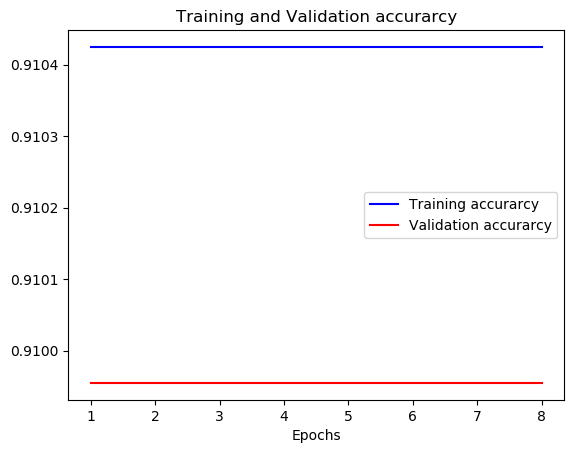 Training and Validation accurarcy
0.9104
0.9103
0.9102
0.9101
0.9100
Training accurarcy
Validation accurarcy
1 2 3 4 5 6 7 8
Epochs